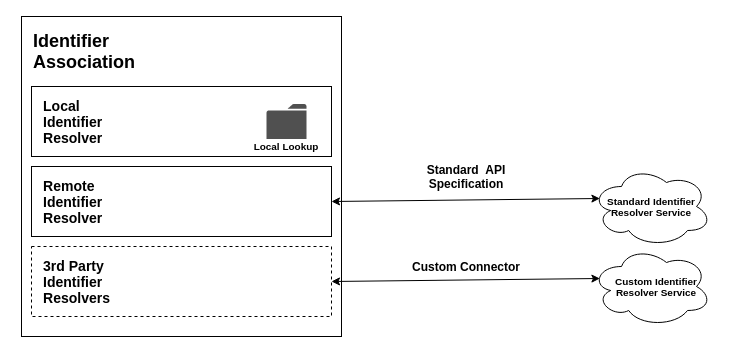 Identifier
Association
Local
Identifier
Resolver
Local Lookup
Remote
Identifier
Resolver
Standard  API
Specification
Standard Identifier
Resolver Service
3rd Party
Identifier
Resolvers
Custom Connector
Custom Identifier
Resolver Service